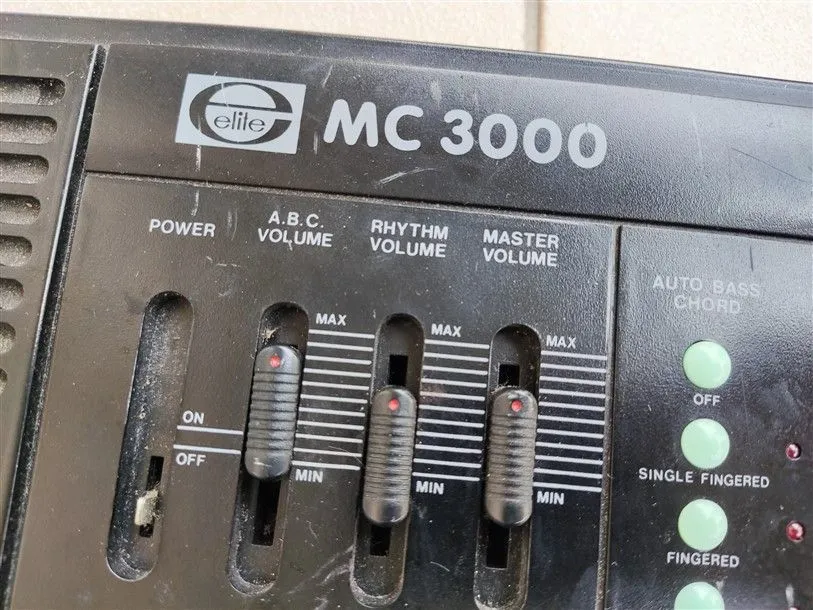 elite
MC 3000
POWER
A.B.C.
VOLUME
RHYTHM
VOLUME
MASTER
VOLUME
AUTO BASS
CHORD
MAX
MAX
MAX
OFF
ON
OFF
MIN
MIN
MIN
SINGLE FINGERED
FINGERED